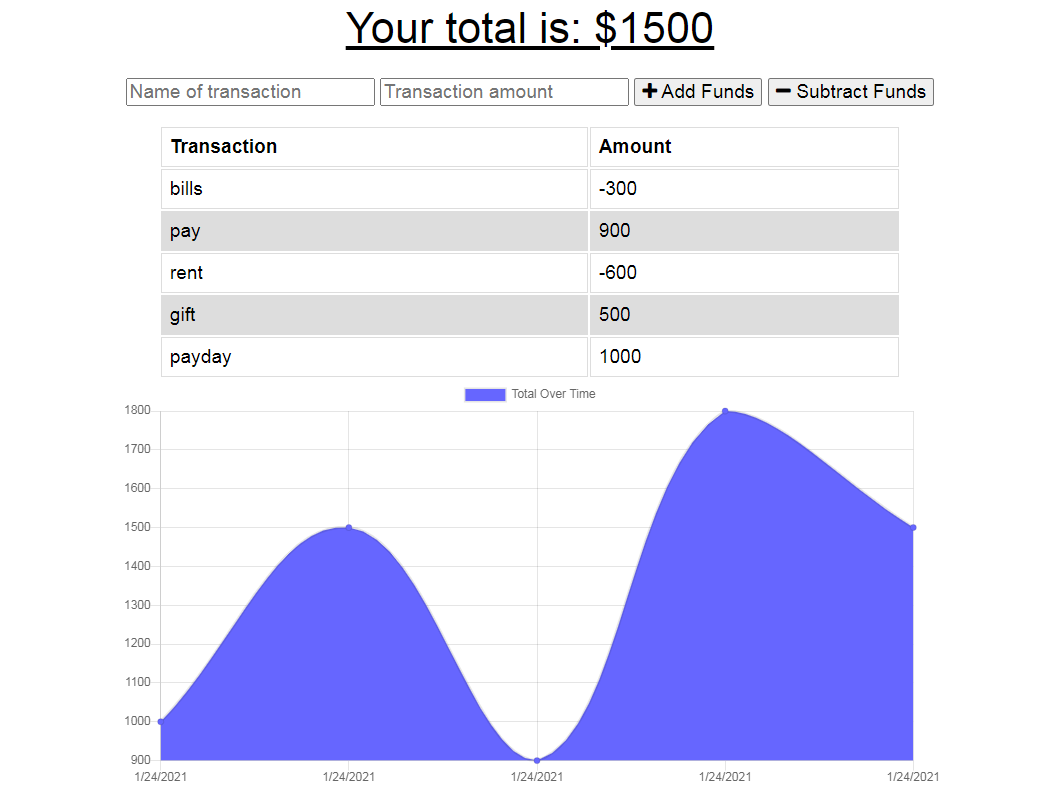 Your total is: $1500
Name of transaction Transaction amount Add Funds Subtract Funds
Transaction Amount
bills -300
pay 900
rent -600
gift 500
payday 1000
Total Over Time
1800
1700
1600
1500
1400
1300
1200
1100
1000
900
1/24/2021 1/24/2021 1/24/2021 1/24/2021 1/24/2021